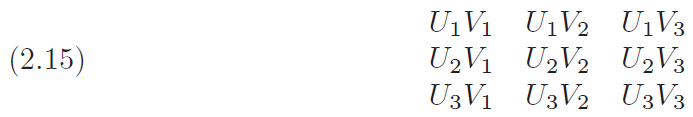 U₁V₁ U₁V₂ U₁V₃
(2.15) U₂V₁ U₂V₂ U₂V₃
U₃V₁ U₃V₂ U₃V₃